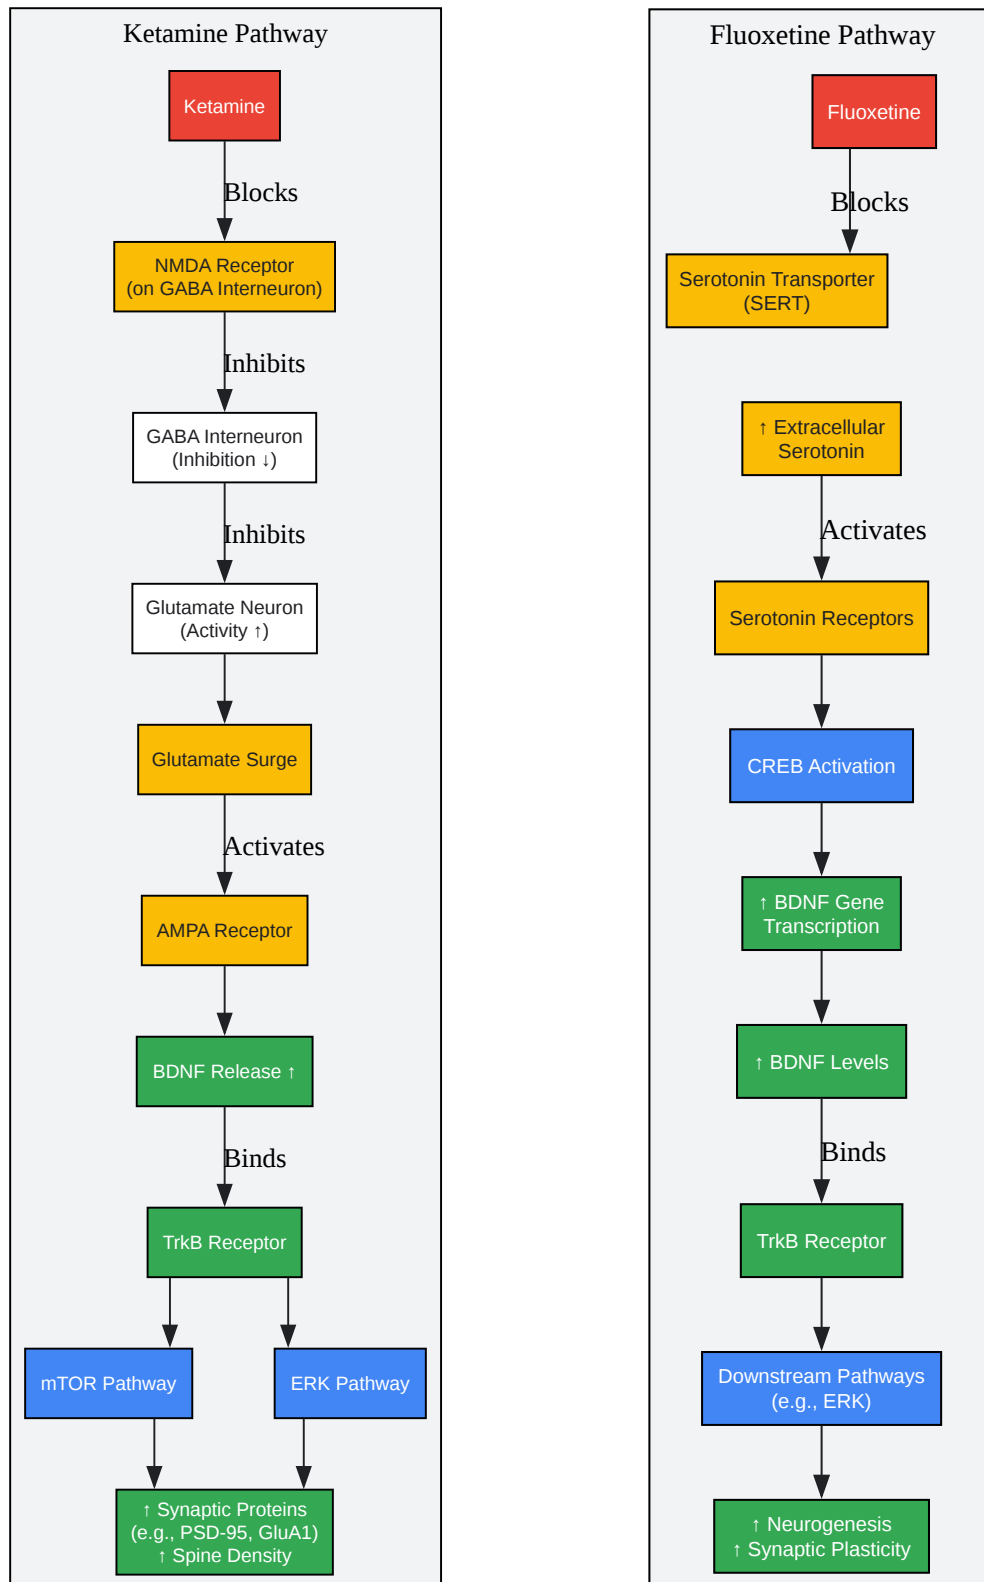 Ketamine Pathway
Ketamine
Blocks
NMDA Receptor
(on GABA Interneuron)
Inhibits
GABA Interneuron
(Inhibition ↓)
Inhibits
Glutamate Neuron
(Activity ↑)
Glutamate Surge
Activates
AMPA Receptor
BDNF Release ↑
Binds
TrkB Receptor
mTOR Pathway
ERK Pathway
↑ Synaptic Proteins
(e.g., PSD-95, GluA1)
↑ Spine Density
Fluoxetine Pathway
Fluoxetine
Blocks
Serotonin Transporter
(SERT)
↑ Extracellular
Serotonin
Activates
Serotonin Receptors
CREB Activation
↑ BDNF Gene
Transcription
↑ BDNF Levels
Binds
TrkB Receptor
Downstream Pathways
(e.g., ERK)
↑ Neurogenesis
↑ Synaptic Plasticity